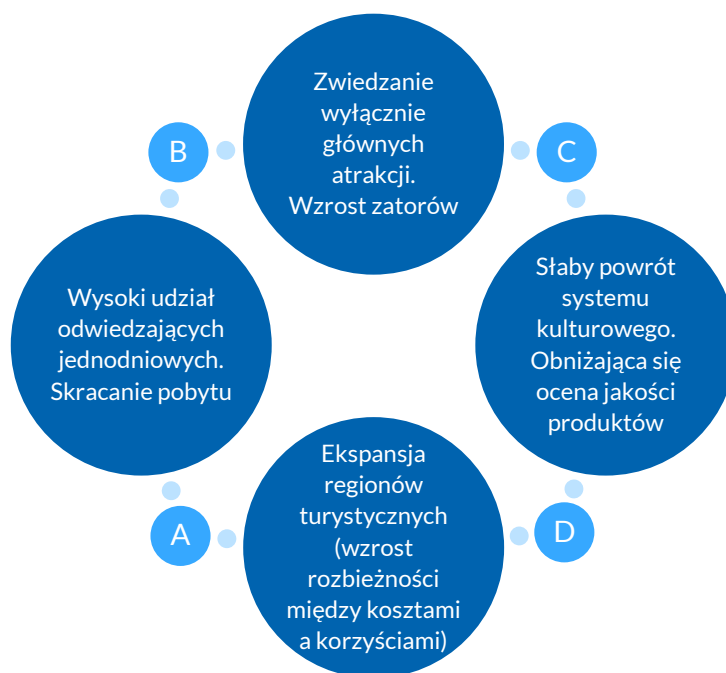 Zwiedzanie
wyłącznie
głównych
atrakcji.
Wzrost zatorów
B
C
Wysoki udział
odwiedzających
jednodniowych.
Skracanie pobytu
Słaby powrót
systemu
kulturowego.
Obniżająca się
ocena jakości
produktów
A
D
Ekspansja
regionów
turystycznych
(wzrost
rozbieżności
między kosztami
a korzyściami)